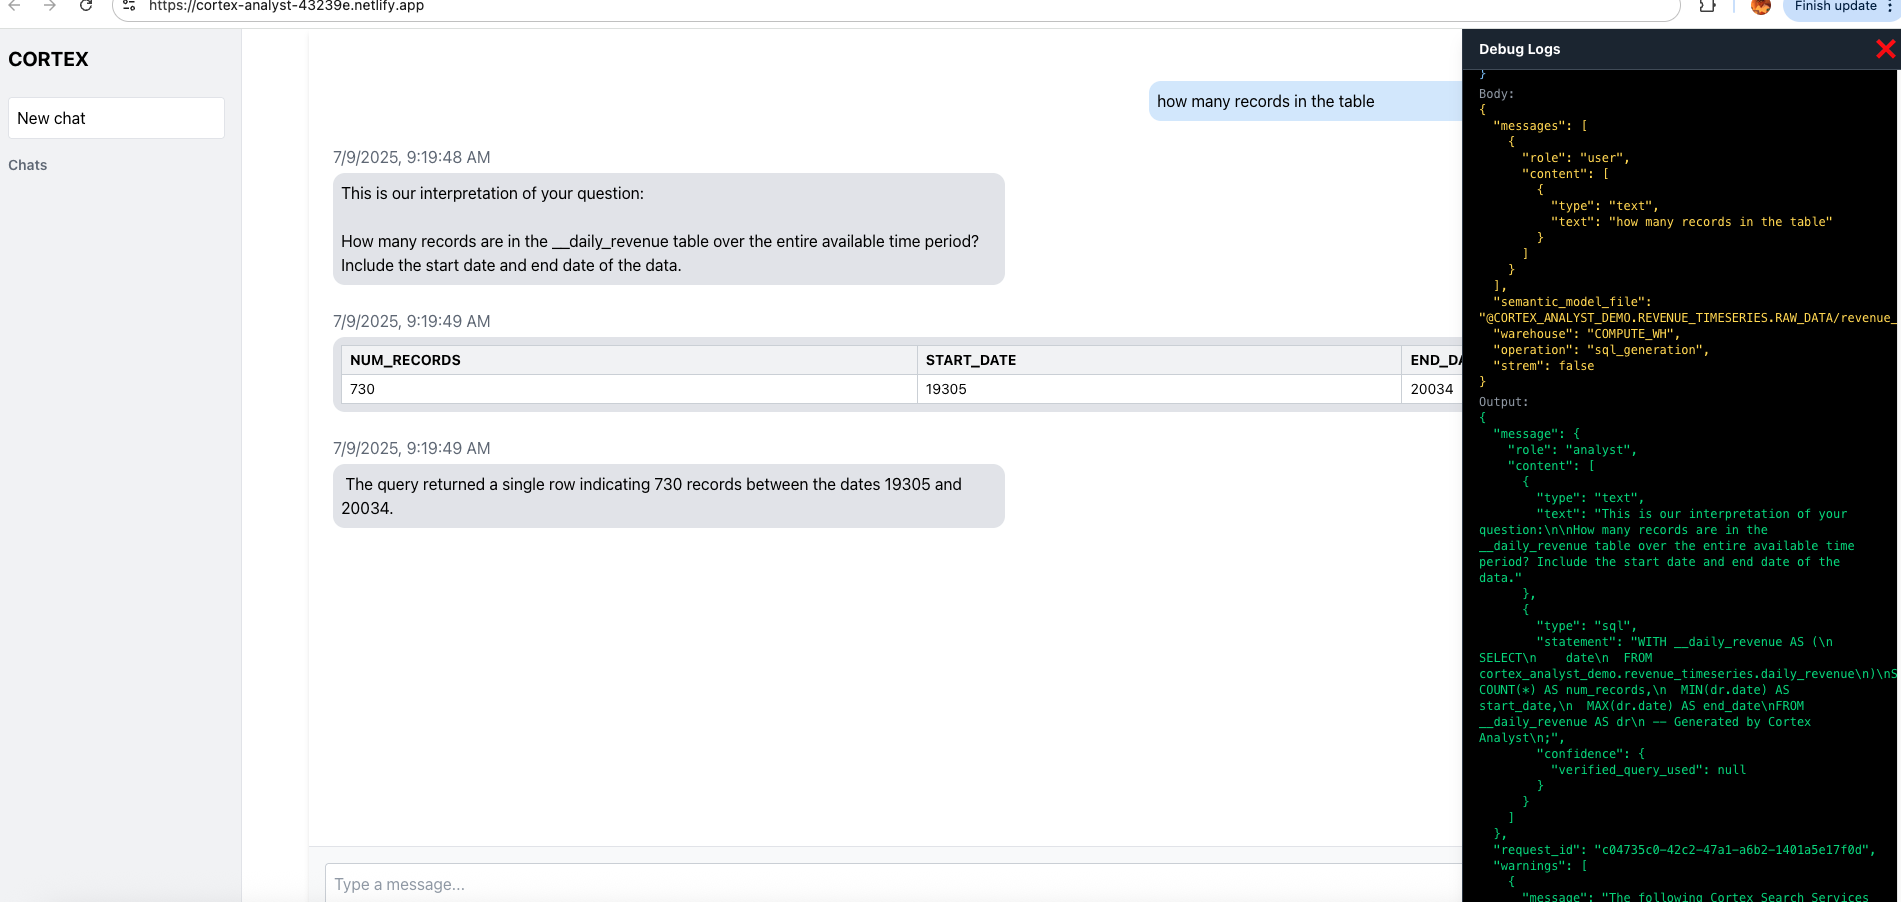 https://cortex-analyst-43239e.netlify.app
Finish update
CORTEX
New chat
Chats
how many records in the table
7/9/2025, 9:19:48 AM
This is our interpretation of your question:
How many records are in the __daily_revenue table over the entire available time period?
Include the start date and end date of the data.
7/9/2025, 9:19:49 AM
NUM_RECORDS START_DATE END_DA
730 19305 20034
7/9/2025, 9:19:49 AM
The query returned a single row indicating 730 records between the dates 19305 and
20034.
Type a message...
Debug Logs
}
Body:
{
"messages": [
{
"role": "user",
"content": [
{
"type": "text",
"text": "how many records in the table"
}
]
}
],
"semantic_model_file":
"@CORTEX_ANALYST_DEMO.REVENUE_TIMESERIES.RAW_DATA/revenue_
"warehouse": "COMPUTE_WH",
"operation": "sql_generation",
"strem": false
}
Output:
{
"message": {
"role": "analyst",
"content": [
{
"type": "text",
"text": "This is our interpretation of your
question:\n\nHow many records are in the
__daily_revenue table over the entire available time
period? Include the start date and end date of the
data."
},
{
"type": "sql",
"statement": "WITH __daily_revenue AS (\n
SELECT\n    date\n  FROM
cortex_analyst_demo.revenue_timeseries.daily_revenue\n)\nS
COUNT(*) AS num_records,\n  MIN(dr.date) AS
start_date,\n  MAX(dr.date) AS end_date\nFROM
__daily_revenue AS dr\n -- Generated by Cortex
Analyst\n;",
"confidence": {
"verified_query_used": null
}
}
]
},
"request_id": "c04735c0-42c2-47a1-a6b2-1401a5e17f0d",
"warnings": [
{
"message": "The following Cortex Search Services